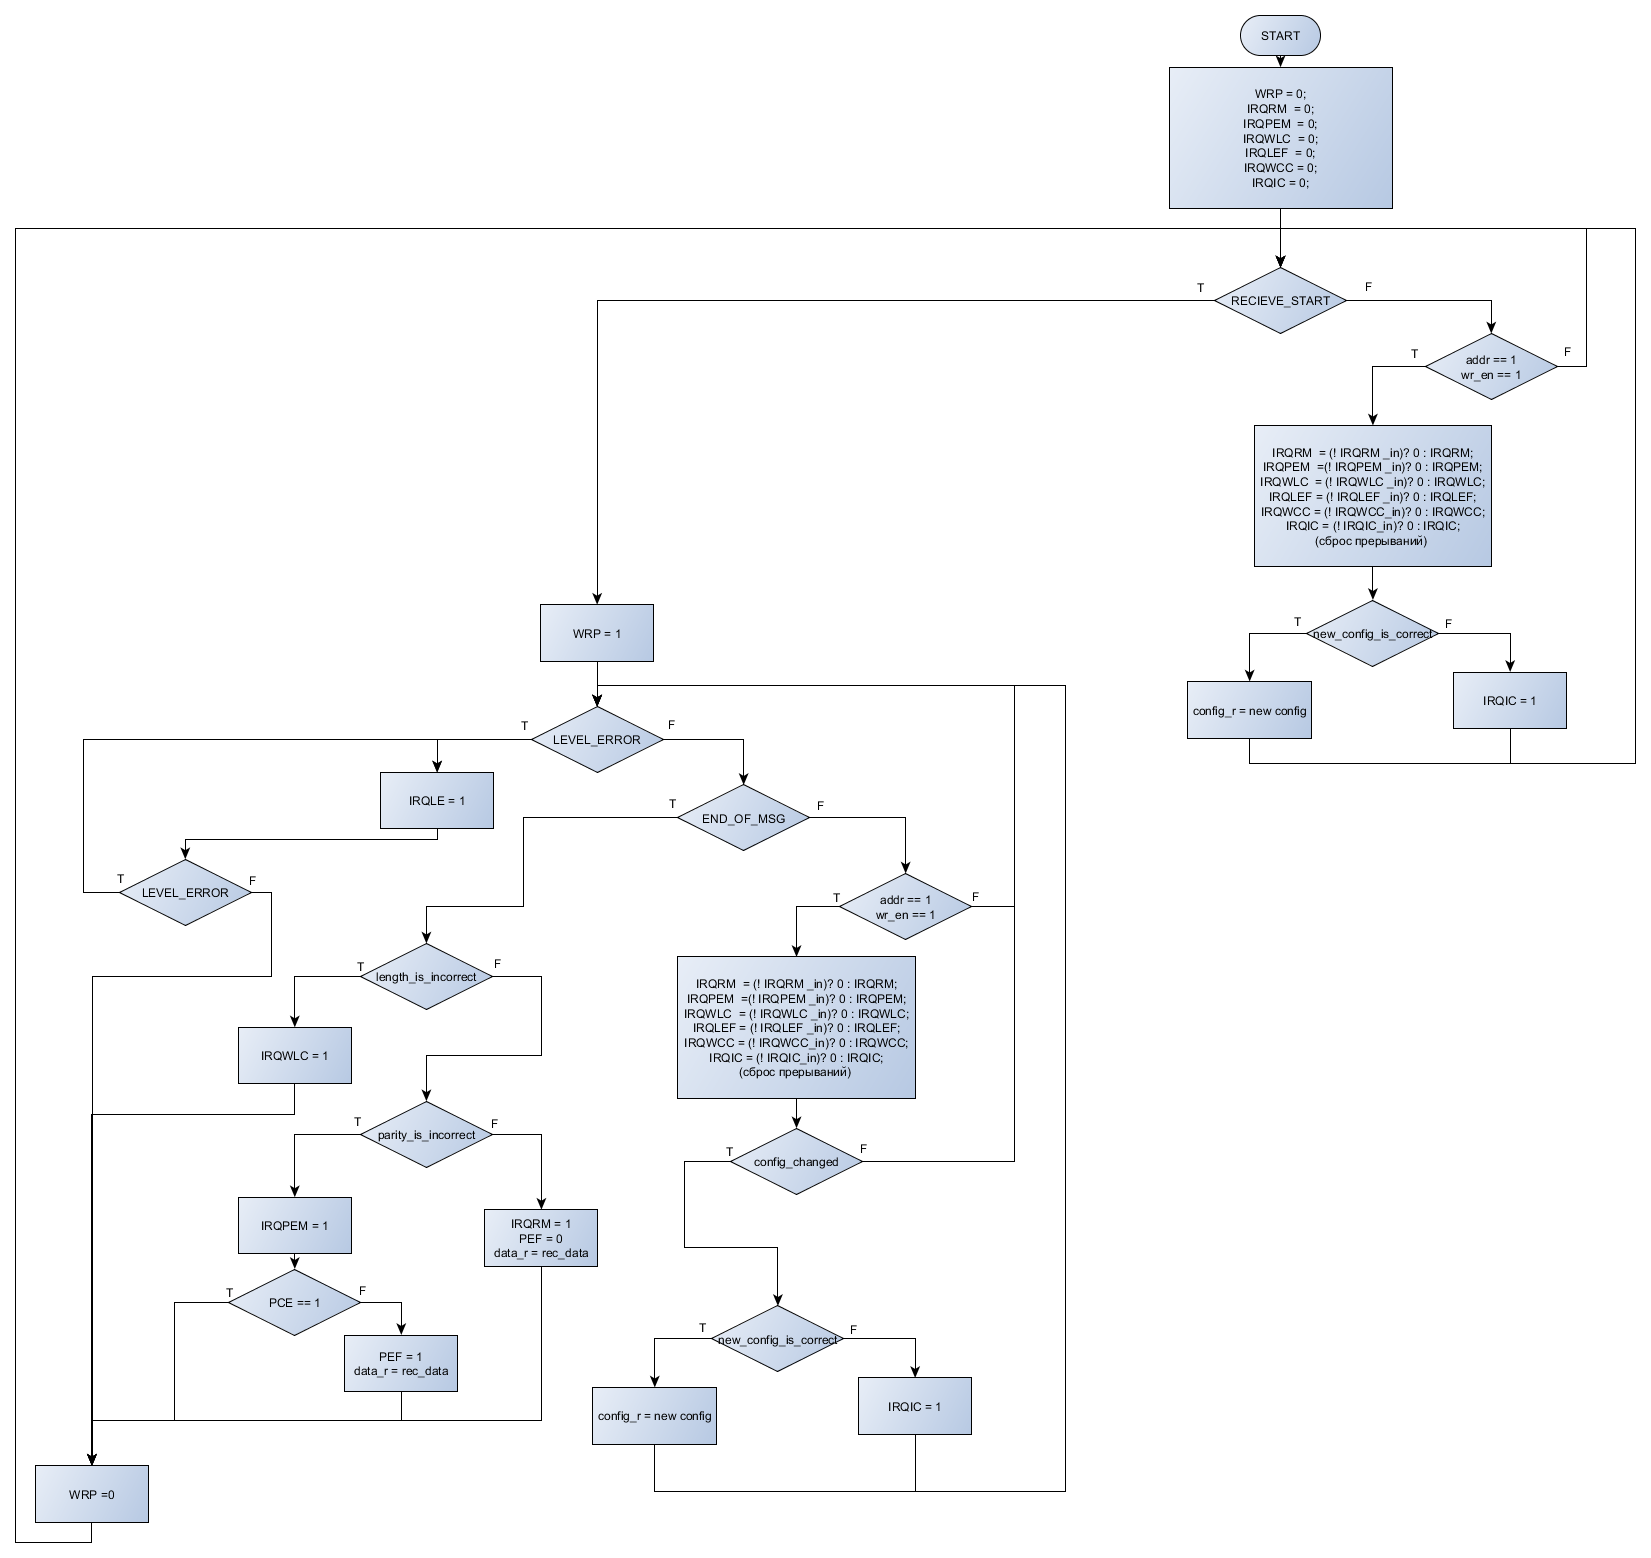 START
WRP = 0;
IRQRM  = 0;
IRQPEM  = 0;
IRQWLC  = 0;
IRQLEF  = 0;
IRQWCC = 0;
IRQIC = 0;
T
RECIEVE_START
F
T
addr == 1
wr_en == 1
F
IRQRM  = (! IRQRM _in)? 0 : IRQRM;
IRQPEM  =(! IRQPEM _in)? 0 : IRQPEM;
IRQWLC  = (! IRQWLC _in)? 0 : IRQWLC;
IRQLEF = (! IRQLEF _in)? 0 : IRQLEF;
IRQWCC = (! IRQWCC_in)? 0 : IRQWCC;
IRQIC = (! IRQIC_in)? 0 : IRQIC;
(сброс прерываний)
T
new_config_is_correct
F
config_r = new config
IRQIC = 1
WRP = 1
T
LEVEL_ERROR
F
IRQLE = 1
T
LEVEL_ERROR
F
T
END_OF_MSG
F
T
addr == 1
wr_en == 1
F
T
length_is_incorrect
F
IRQWLC = 1
T
parity_is_incorrect
F
IRQPEM = 1
IRQRM = 1
PEF = 0
data_r = rec_data
T
PCE == 1
F
PEF = 1
data_r = rec_data
IRQRM  = (! IRQRM _in)? 0 : IRQRM;
IRQPEM  =(! IRQPEM _in)? 0 : IRQPEM;
IRQWLC  = (! IRQWLC _in)? 0 : IRQWLC;
IRQLEF = (! IRQLEF _in)? 0 : IRQLEF;
IRQWCC = (! IRQWCC_in)? 0 : IRQWCC;
IRQIC = (! IRQIC_in)? 0 : IRQIC;
(сброс прерываний)
T
config_changed
F
T
new_config_is_correct
F
config_r = new config
IRQIC = 1
WRP =0